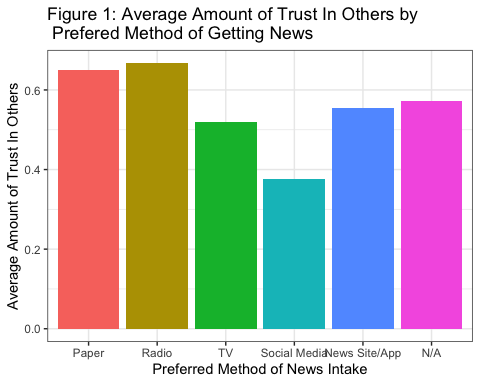 Figure 1: Average Amount of Trust In Others by
Prefered Method of Getting News
Average Amount of Trust In Others
0.6
0.4
0.2
0.0
Paper Radio TV Social Media News Site/App N/A
Preferred Method of News Intake